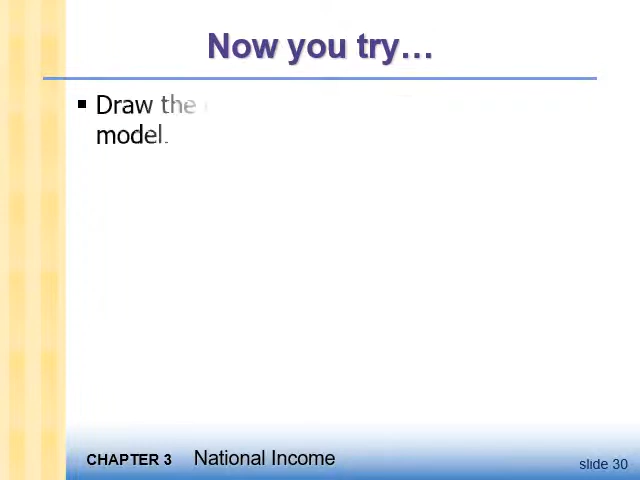 Now you try…
▪ Draw the
model.
CHAPTER 3 National Income
slide 30